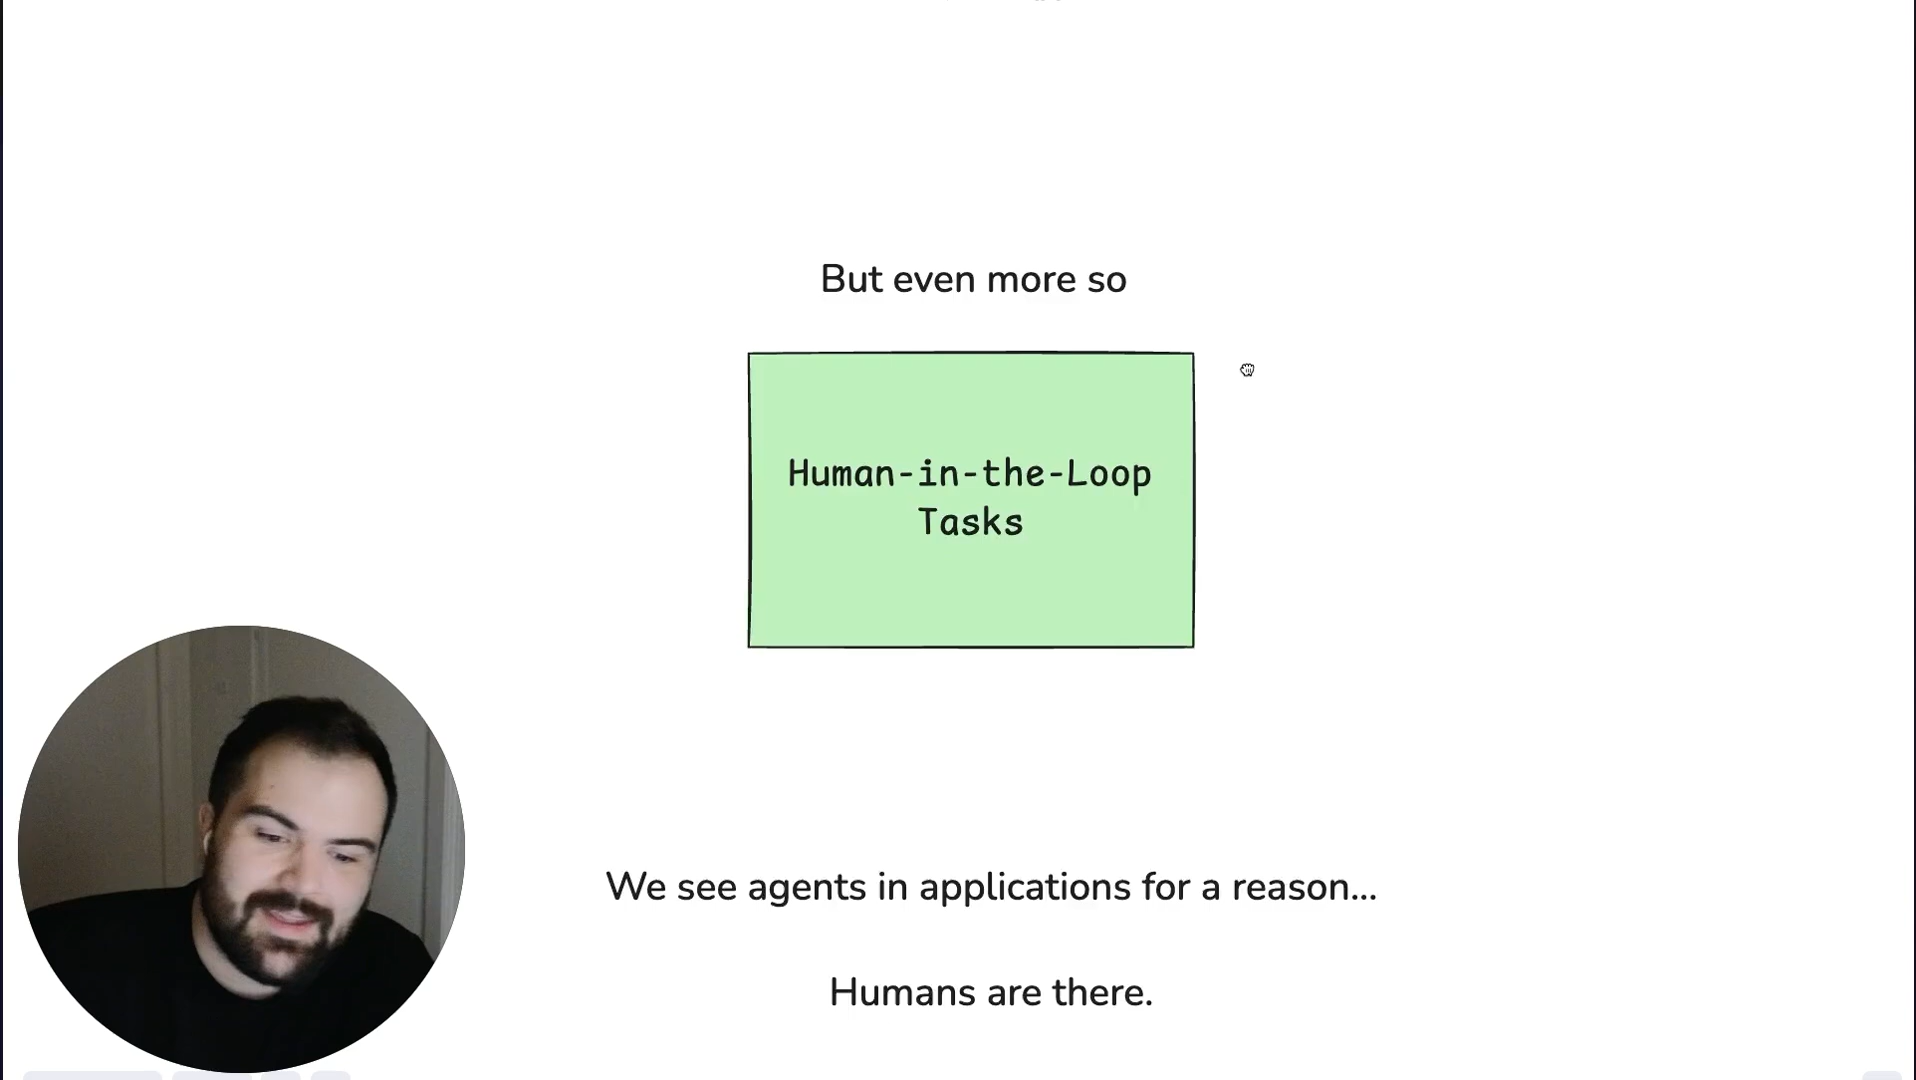 But even more so
Human-in-the-Loop
Tasks
We see agents in applications for a reason...
Humans are there.